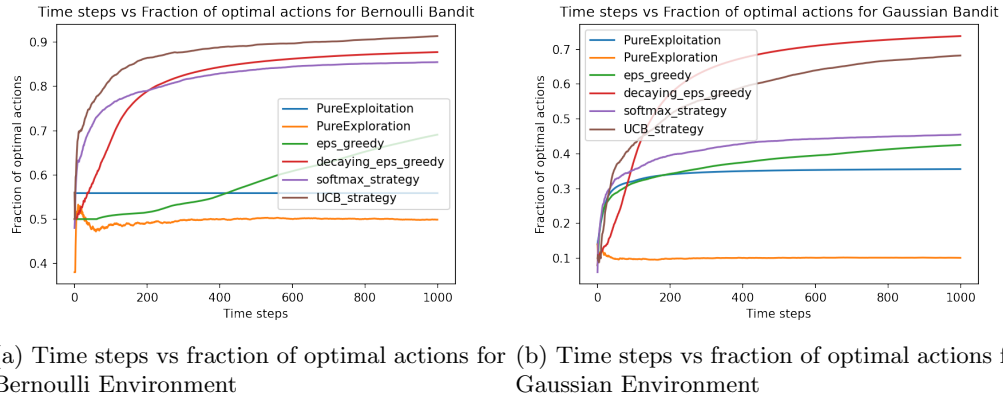 Time steps vs Fraction of optimal actions for Bernoulli Bandit
Fraction of optimal actions
0.9
0.8
0.7
0.6
0.5
0.4
PureExploitation
PureExploration
eps_greedy
decaying_eps_greedy
softmax_strategy
UCB_strategy
0 200 400 600 800 1000
Time steps
Time steps vs Fraction of optimal actions for Gaussian Bandit
Fraction of optimal actions
0.7
0.6
0.5
0.4
0.3
0.2
0.1
PureExploitation
PureExploration
eps_greedy
decaying_eps_greedy
softmax_strategy
UCB_strategy
0 200 400 600 800 1000
Time steps
a) Time steps vs fraction of optimal actions for
Bernoulli Environment
(b) Time steps vs fraction of optimal actions
Gaussian Environment